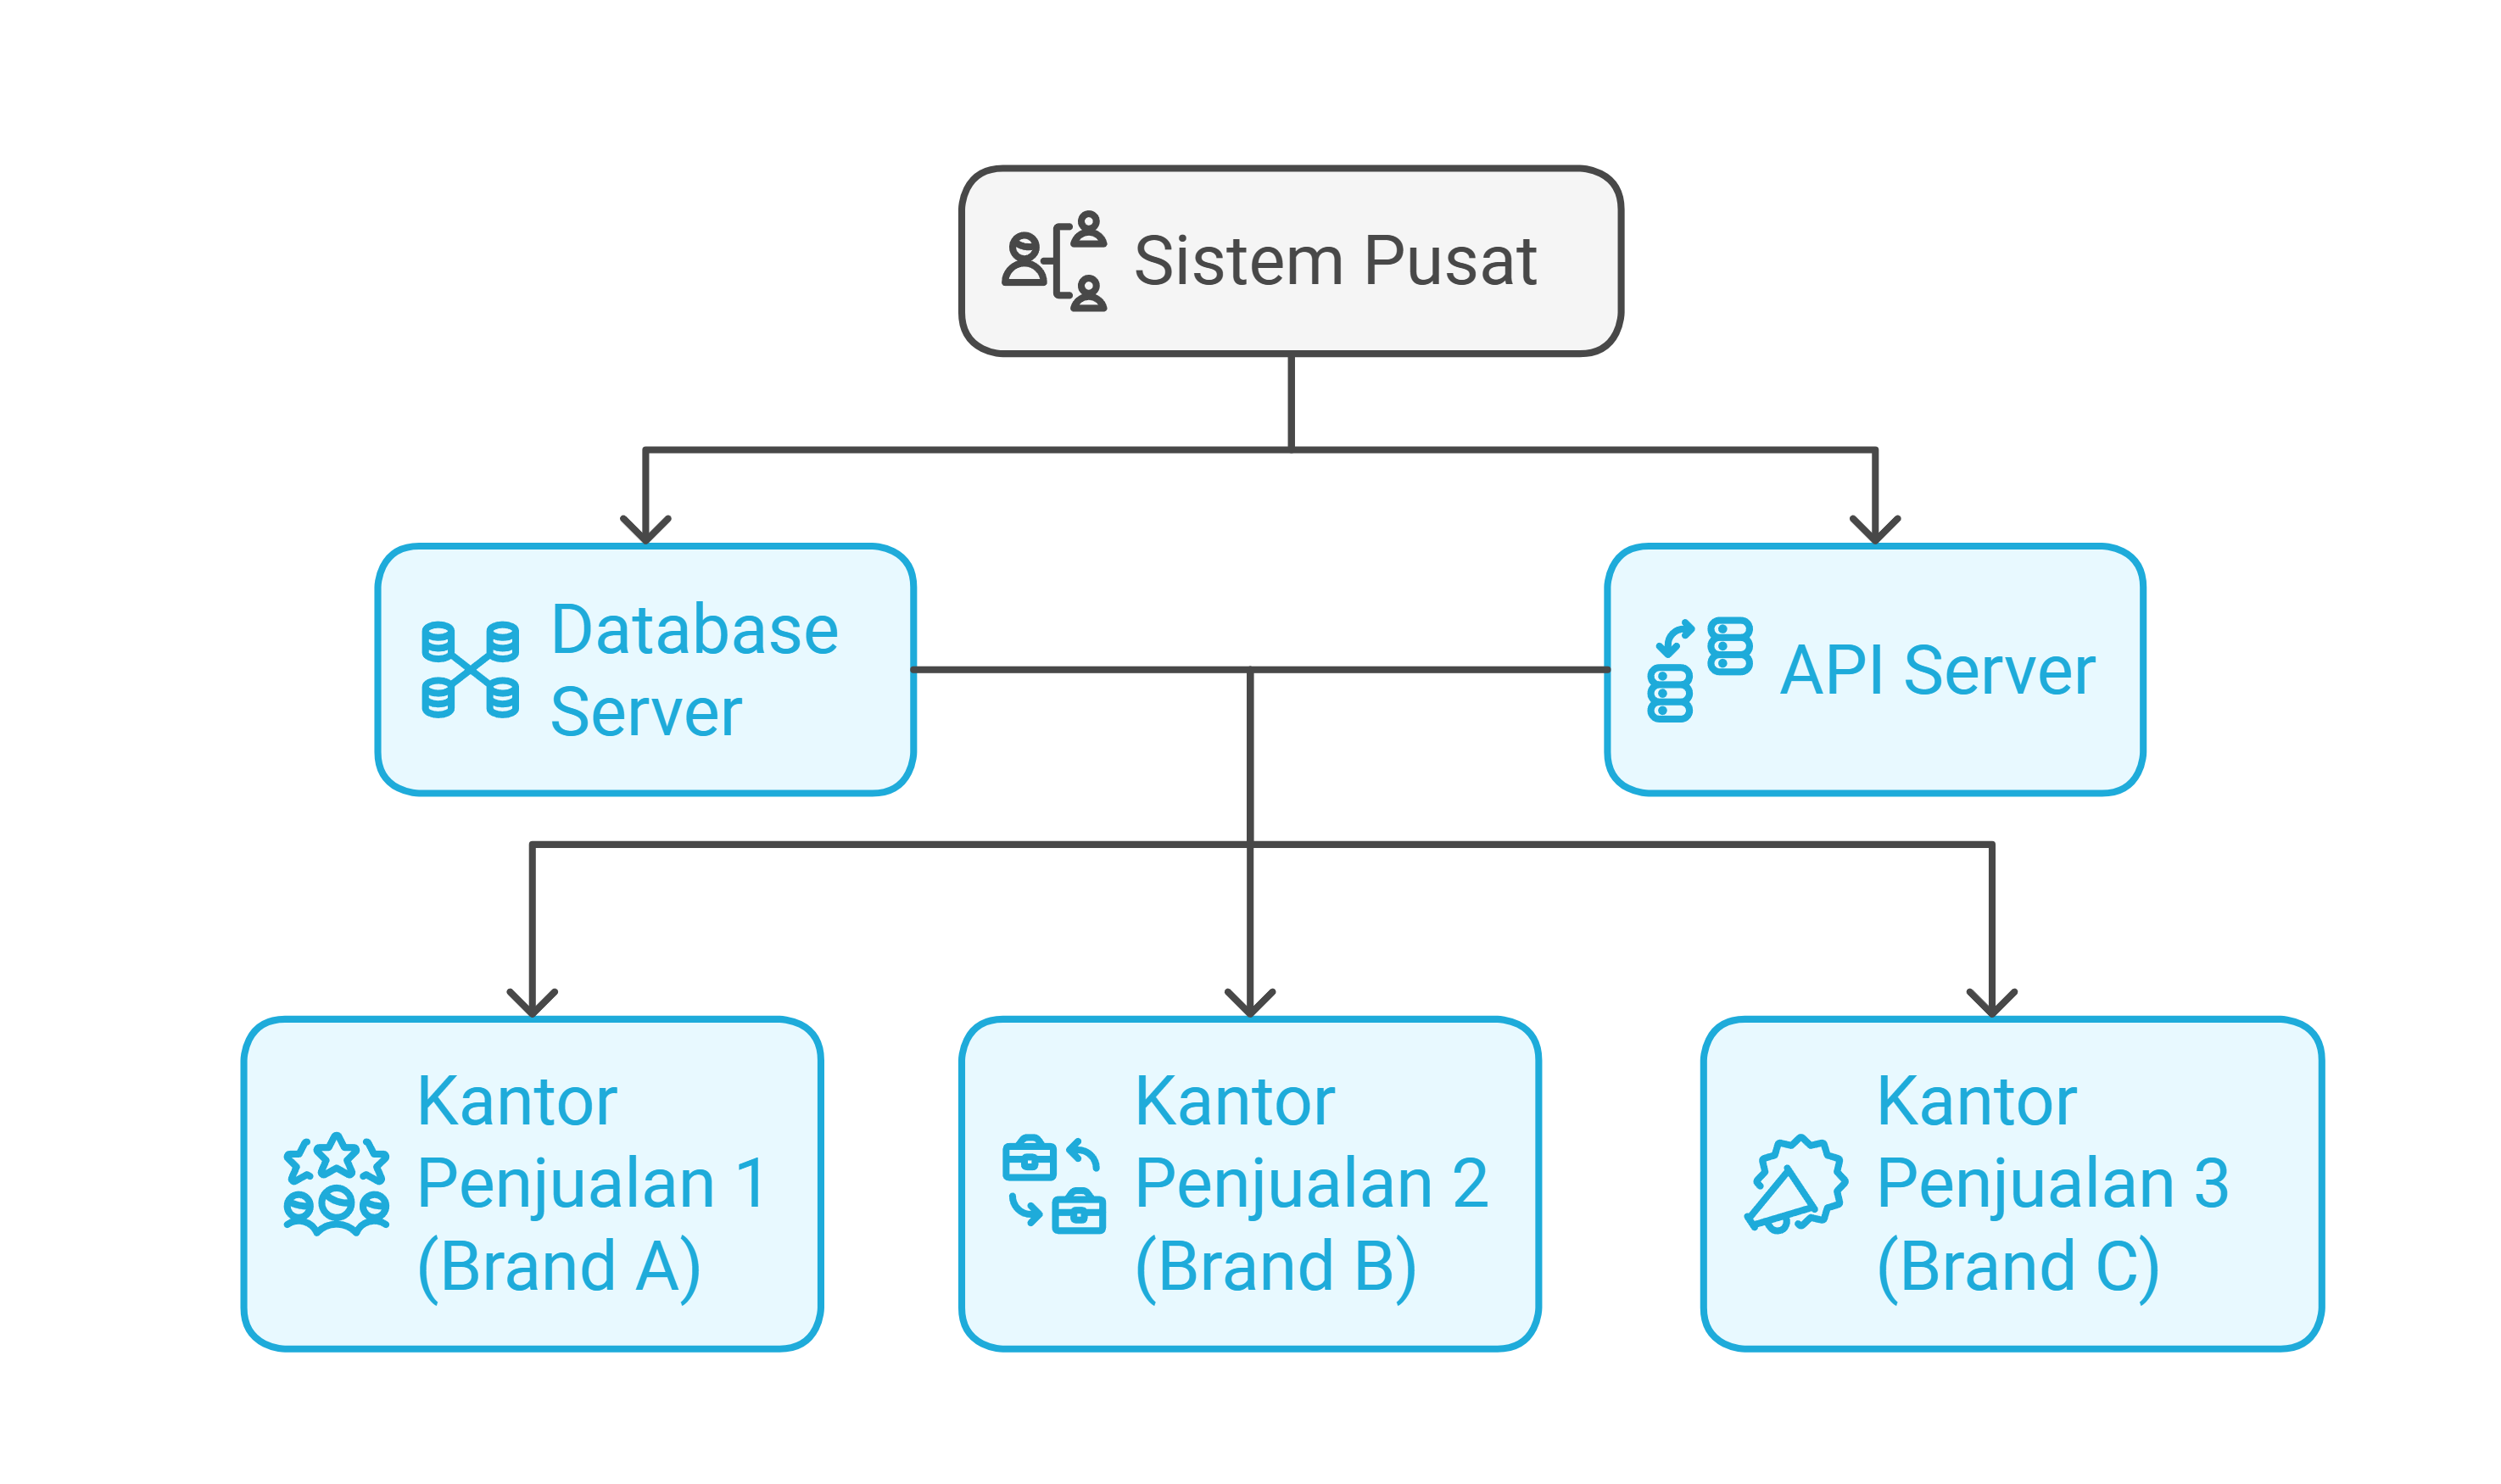 Sistem Pusat
Database
Server
API Server
Kantor
Penjualan 1
(Brand A)
Kantor
Penjualan 2
(Brand B)
Kantor
Penjualan 3
(Brand C)